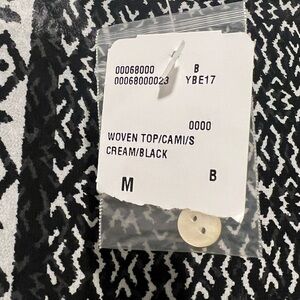 00068000 B
00068000023 YBE17
0000
WOVEN TOP/CAMI/S
CREAM/BLACK
M B